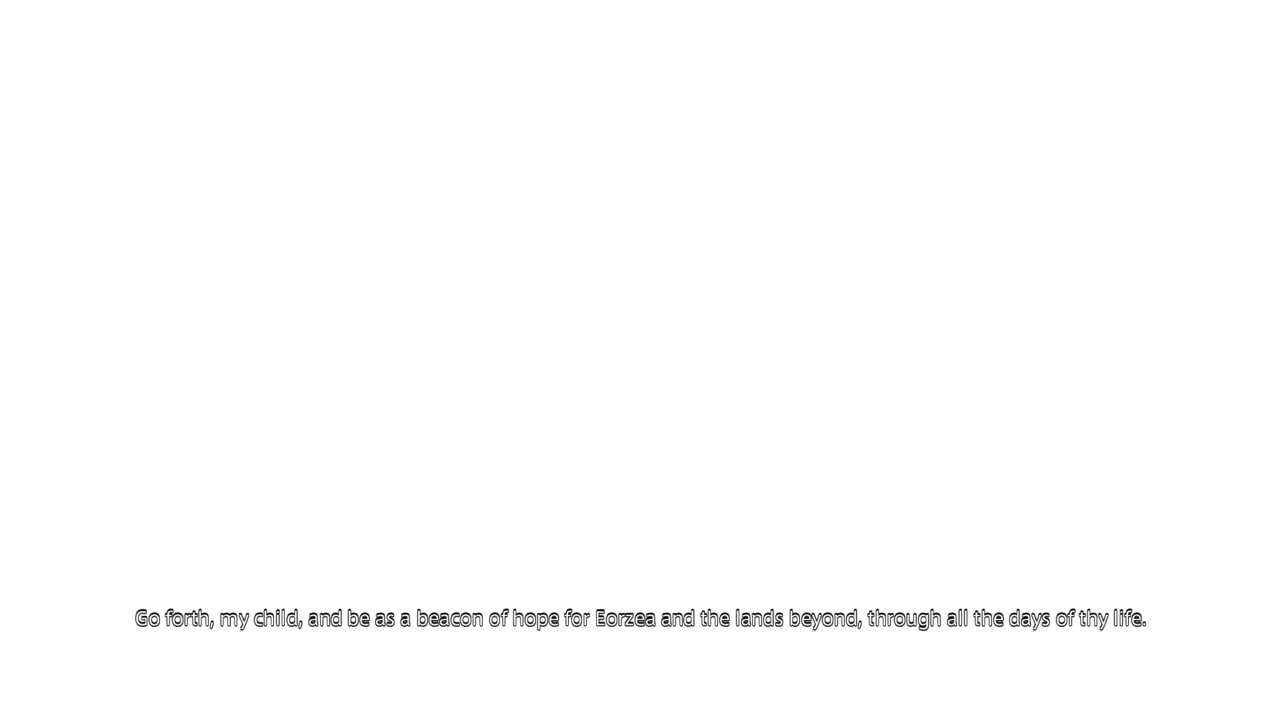 Go forth, my child, and be as a beacon of hope for Eorzea and the lands beyond, through all the days of thy life.